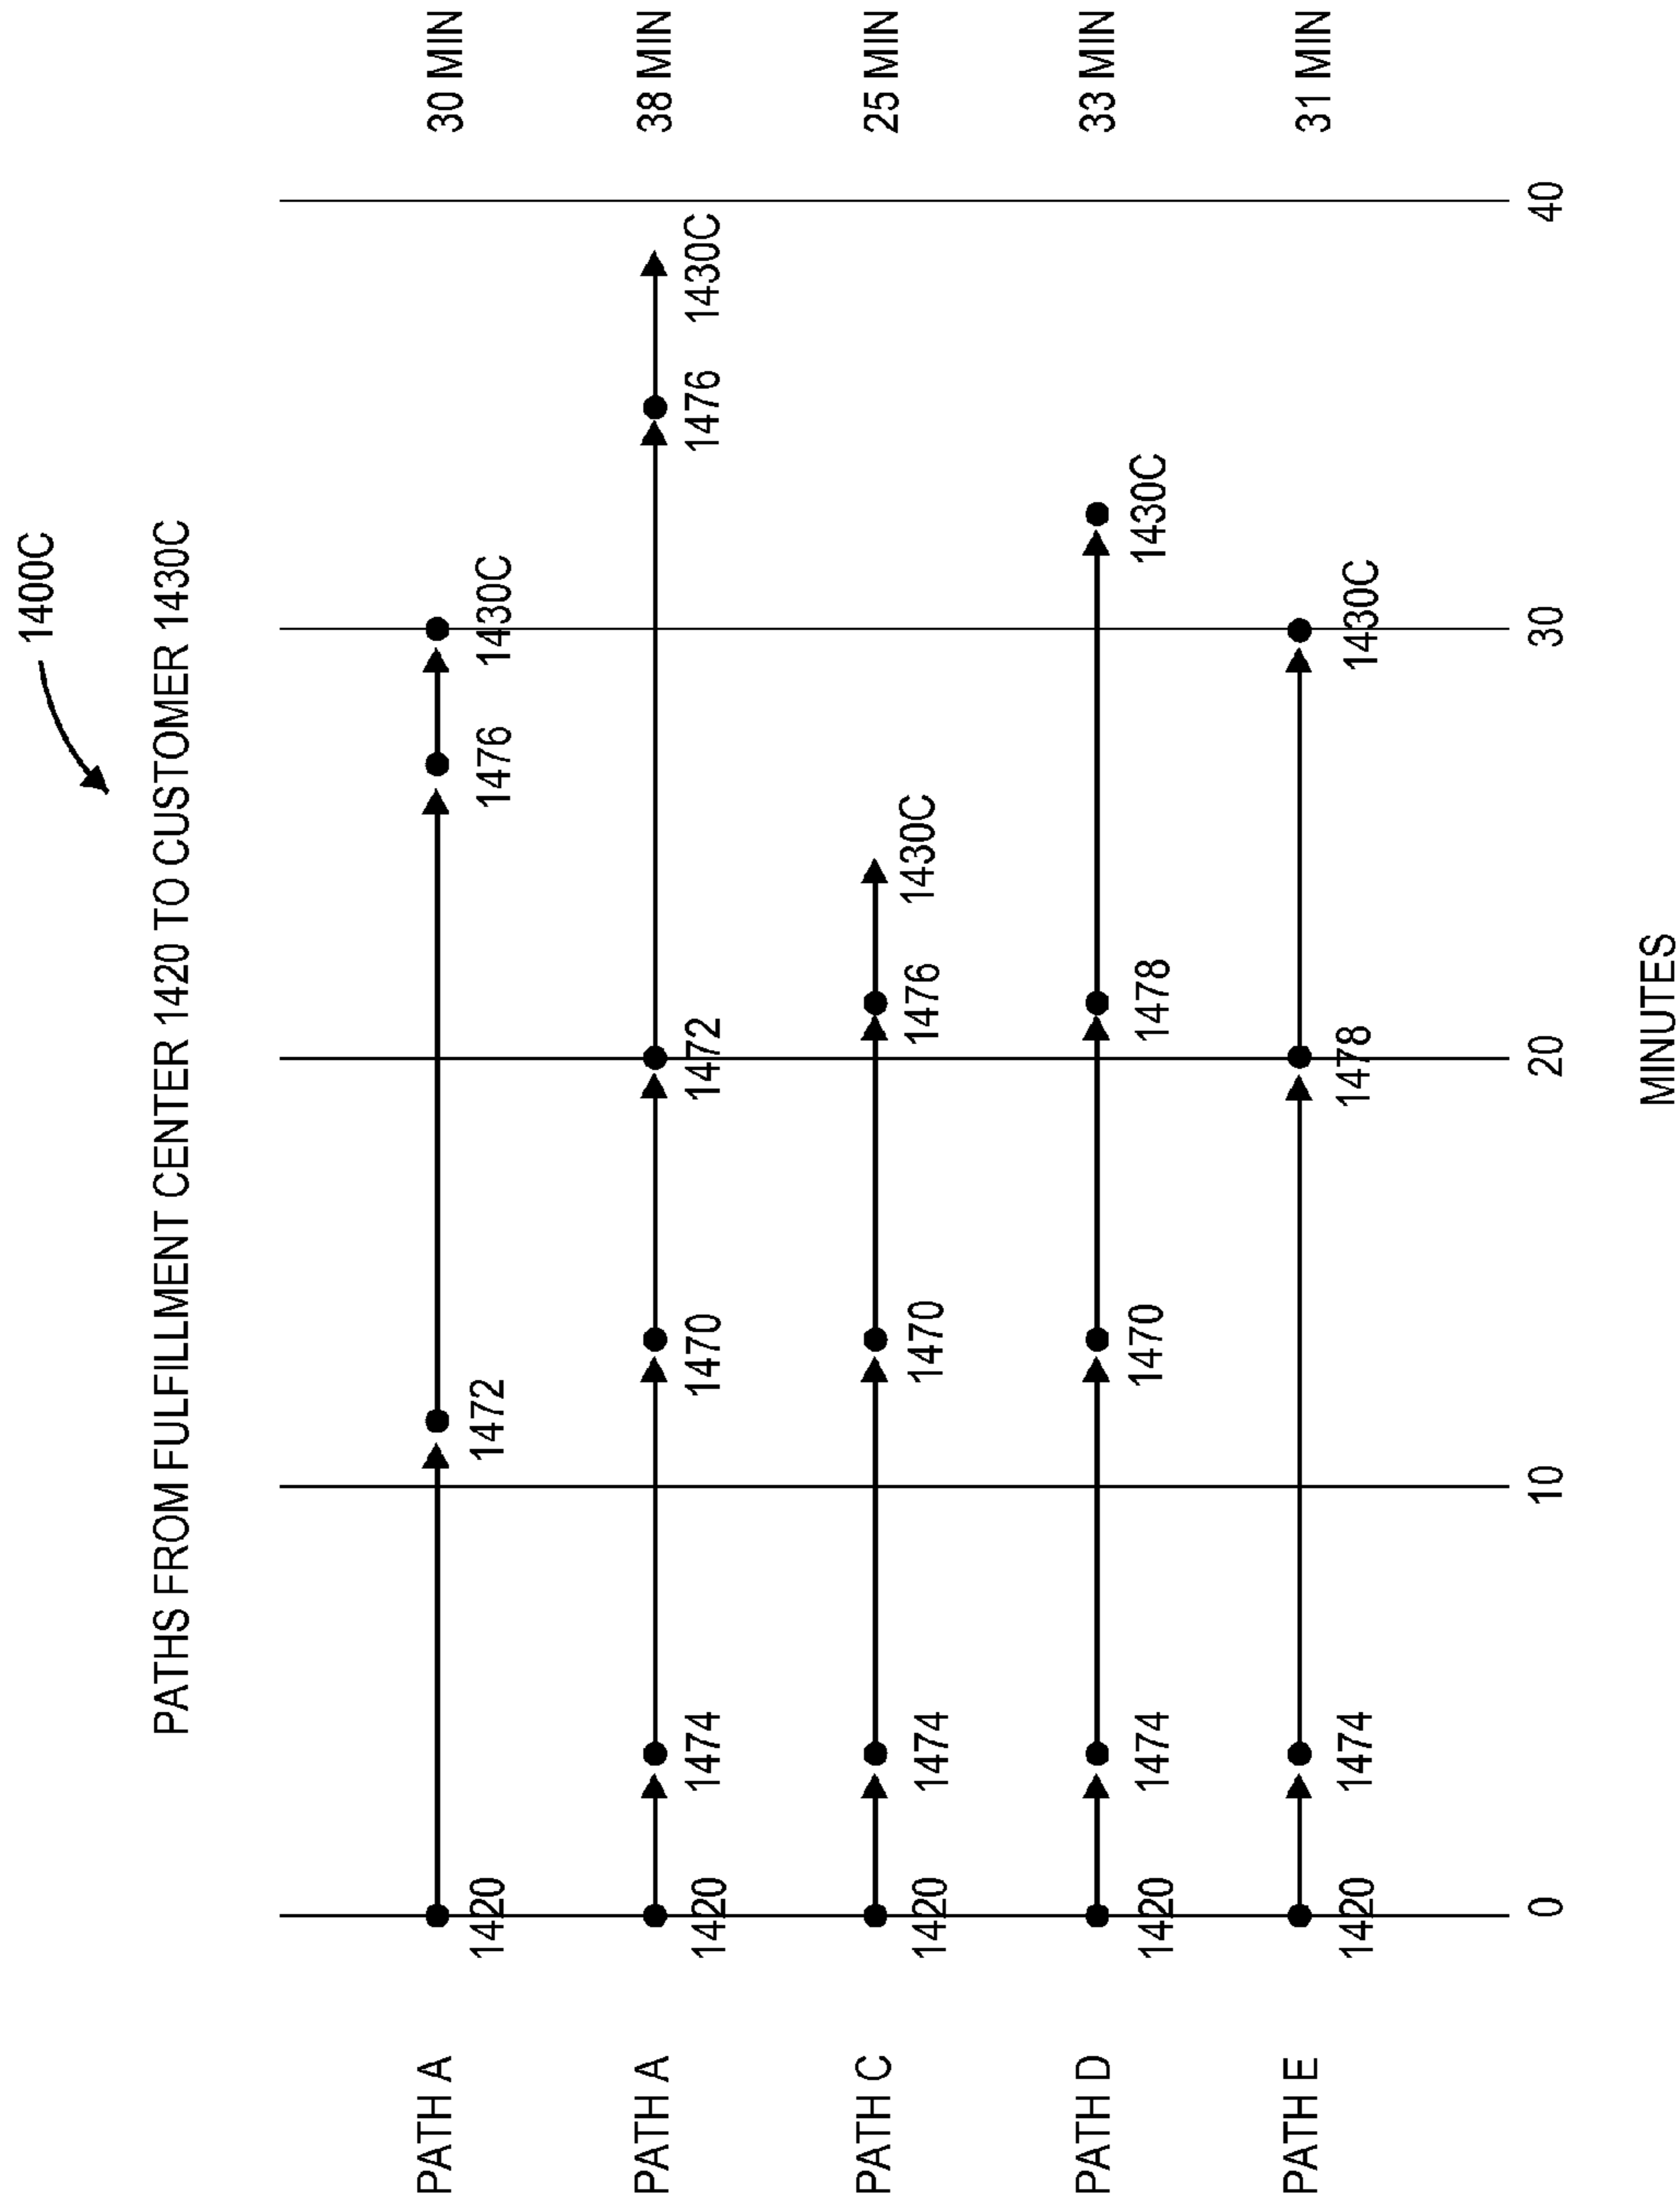 1400C
PATHS FROM FULFILLMENT CENTER 1420 TO CUSTOMER 1430C
PATH A
1420
1472
1476
1430C
30 MIN
PATH A
1420
1474
1470
1472
1476
1430C
38 MIN
PATH C
1420
1474
1470
1476
1430C
25 MIN
PATH D
1420
1474
1470
1478
1430C
33 MIN
PATH E
1420
1474
1478
1430C
31 MIN
0
10
20
30
40
MINUTES